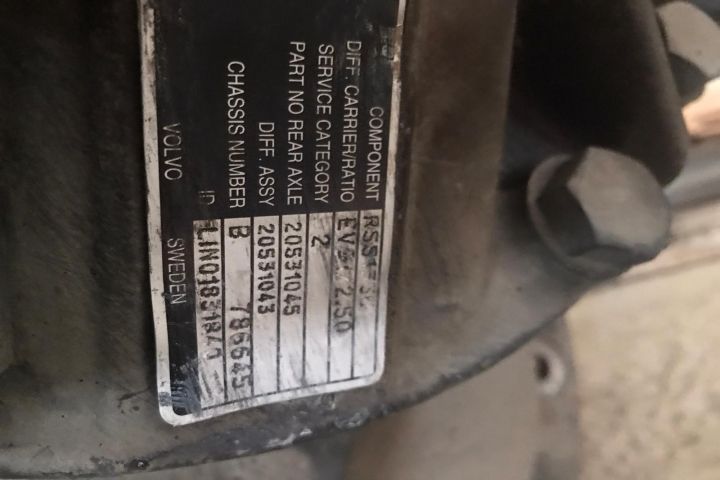 COMPONENT
DIFF. CARRIER/RATIO 2.50
SERVICE CATEGORY 2
PART NO REAR AXLE 20531045
DIFF. ASSY 20531043
CHASSIS NUMBER B 786645
ID
VOLVO SWEDEN